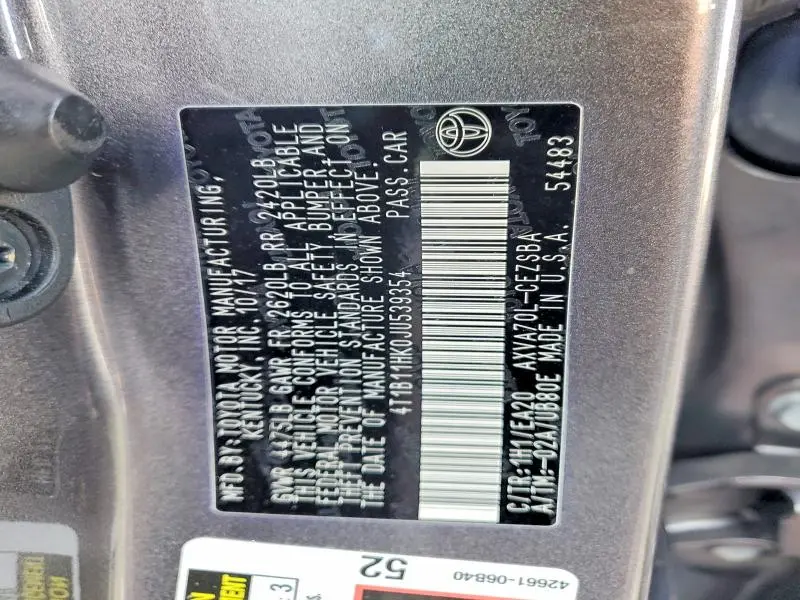 MFD.BY:TOYOTA MOTOR MANUFACTURING,
KENTUCKY, INC. 10/17
GVWR 4475LB GAWR FR 2620LB RR 2420LB
THIS VEHICLE CONFORMS TO ALL APPLICABLE
FEDERAL MOTOR VEHICLE SAFETY, BUMPER, AND
THEFT PREVENTION STANDARDS IN EFFECT ON
THE DATE OF MANUFACTURE SHOWN ABOVE.
4T1B11HK0JU539354 PASS.CAR
C/TR:1H1/EA20 AXVA70L-CEZSBA
A/TM:-02A/UB80E MADE IN U.S.A. 54483
52
42661-06B40